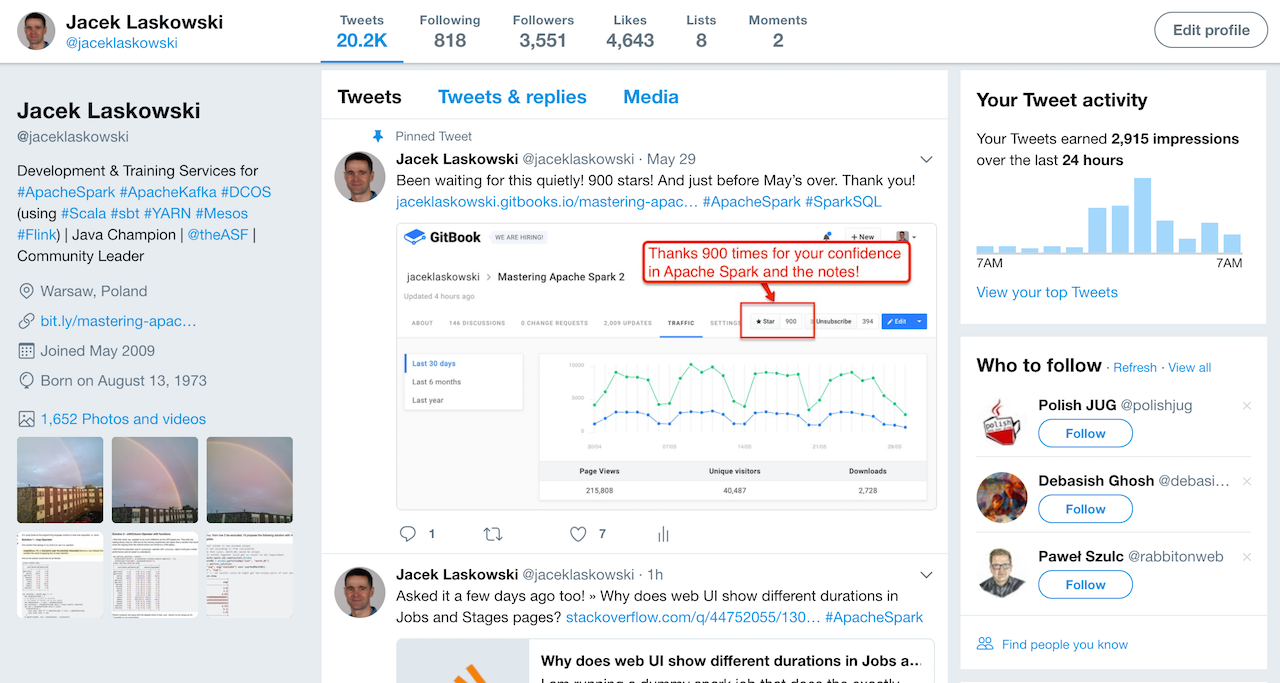 Jacek Laskowski
@jaceklaskowski
Tweets Following Followers Likes Lists Moments
20.2K 818 3,551 4,643 8 2
Edit profile
Jacek Laskowski
@jaceklaskowski
Development & Training Services for
#ApacheSpark #ApacheKafka #DCOS
(using #Scala #sbt #YARN #Mesos
#Flink) | Java Champion | @theASF |
Community Leader
Warsaw, Poland
bit.ly/mastering-apac…
Joined May 2009
Born on August 13, 1973
1,652 Photos and videos
Tweets Tweets & replies Media
Pinned Tweet
Jacek Laskowski @jaceklaskowski · May 29
Been waiting for this quietly! 900 stars! And just before May's over. Thank you!
jaceklaskowski.gitbooks.io/mastering-apac… #ApacheSpark #SparkSQL
GitBook WE ARE HIRING! + New
Thanks 900 times for your confidence
in Apache Spark and the notes!
jaceklaskowski > Mastering Apache Spark 2
Updated 4 hours ago
ABOUT 146 DISCUSSIONS 0 CHANGE REQUESTS 2,009 UPDATES TRAFFIC SETTINGS Star 900 Unsubscribe 394 Edit
Last 30 days
Last 6 months
Last year
10000
5000
0
30/04 07/05 14/05 21/05 28/05
Page Views Unique visitors Downloads
215,808 40,487 2,728
1 7
Jacek Laskowski @jaceklaskowski · 1h
Asked it a few days ago too! » Why does web UI show different durations in
Jobs and Stages pages? stackoverflow.com/q/44752055/130… #ApacheSpark
Why does web UI show different durations in Jobs a...
I am running a dummy spark job that does the exactly
Your Tweet activity
Your Tweets earned 2,915 impressions
over the last 24 hours
7AM 7AM
View your top Tweets
Who to follow · Refresh · View all
Polish JUG @polishjug
Follow
Debasish Ghosh @debasi…
Follow
Paweł Szulc @rabbitonweb
Follow
Find people you know